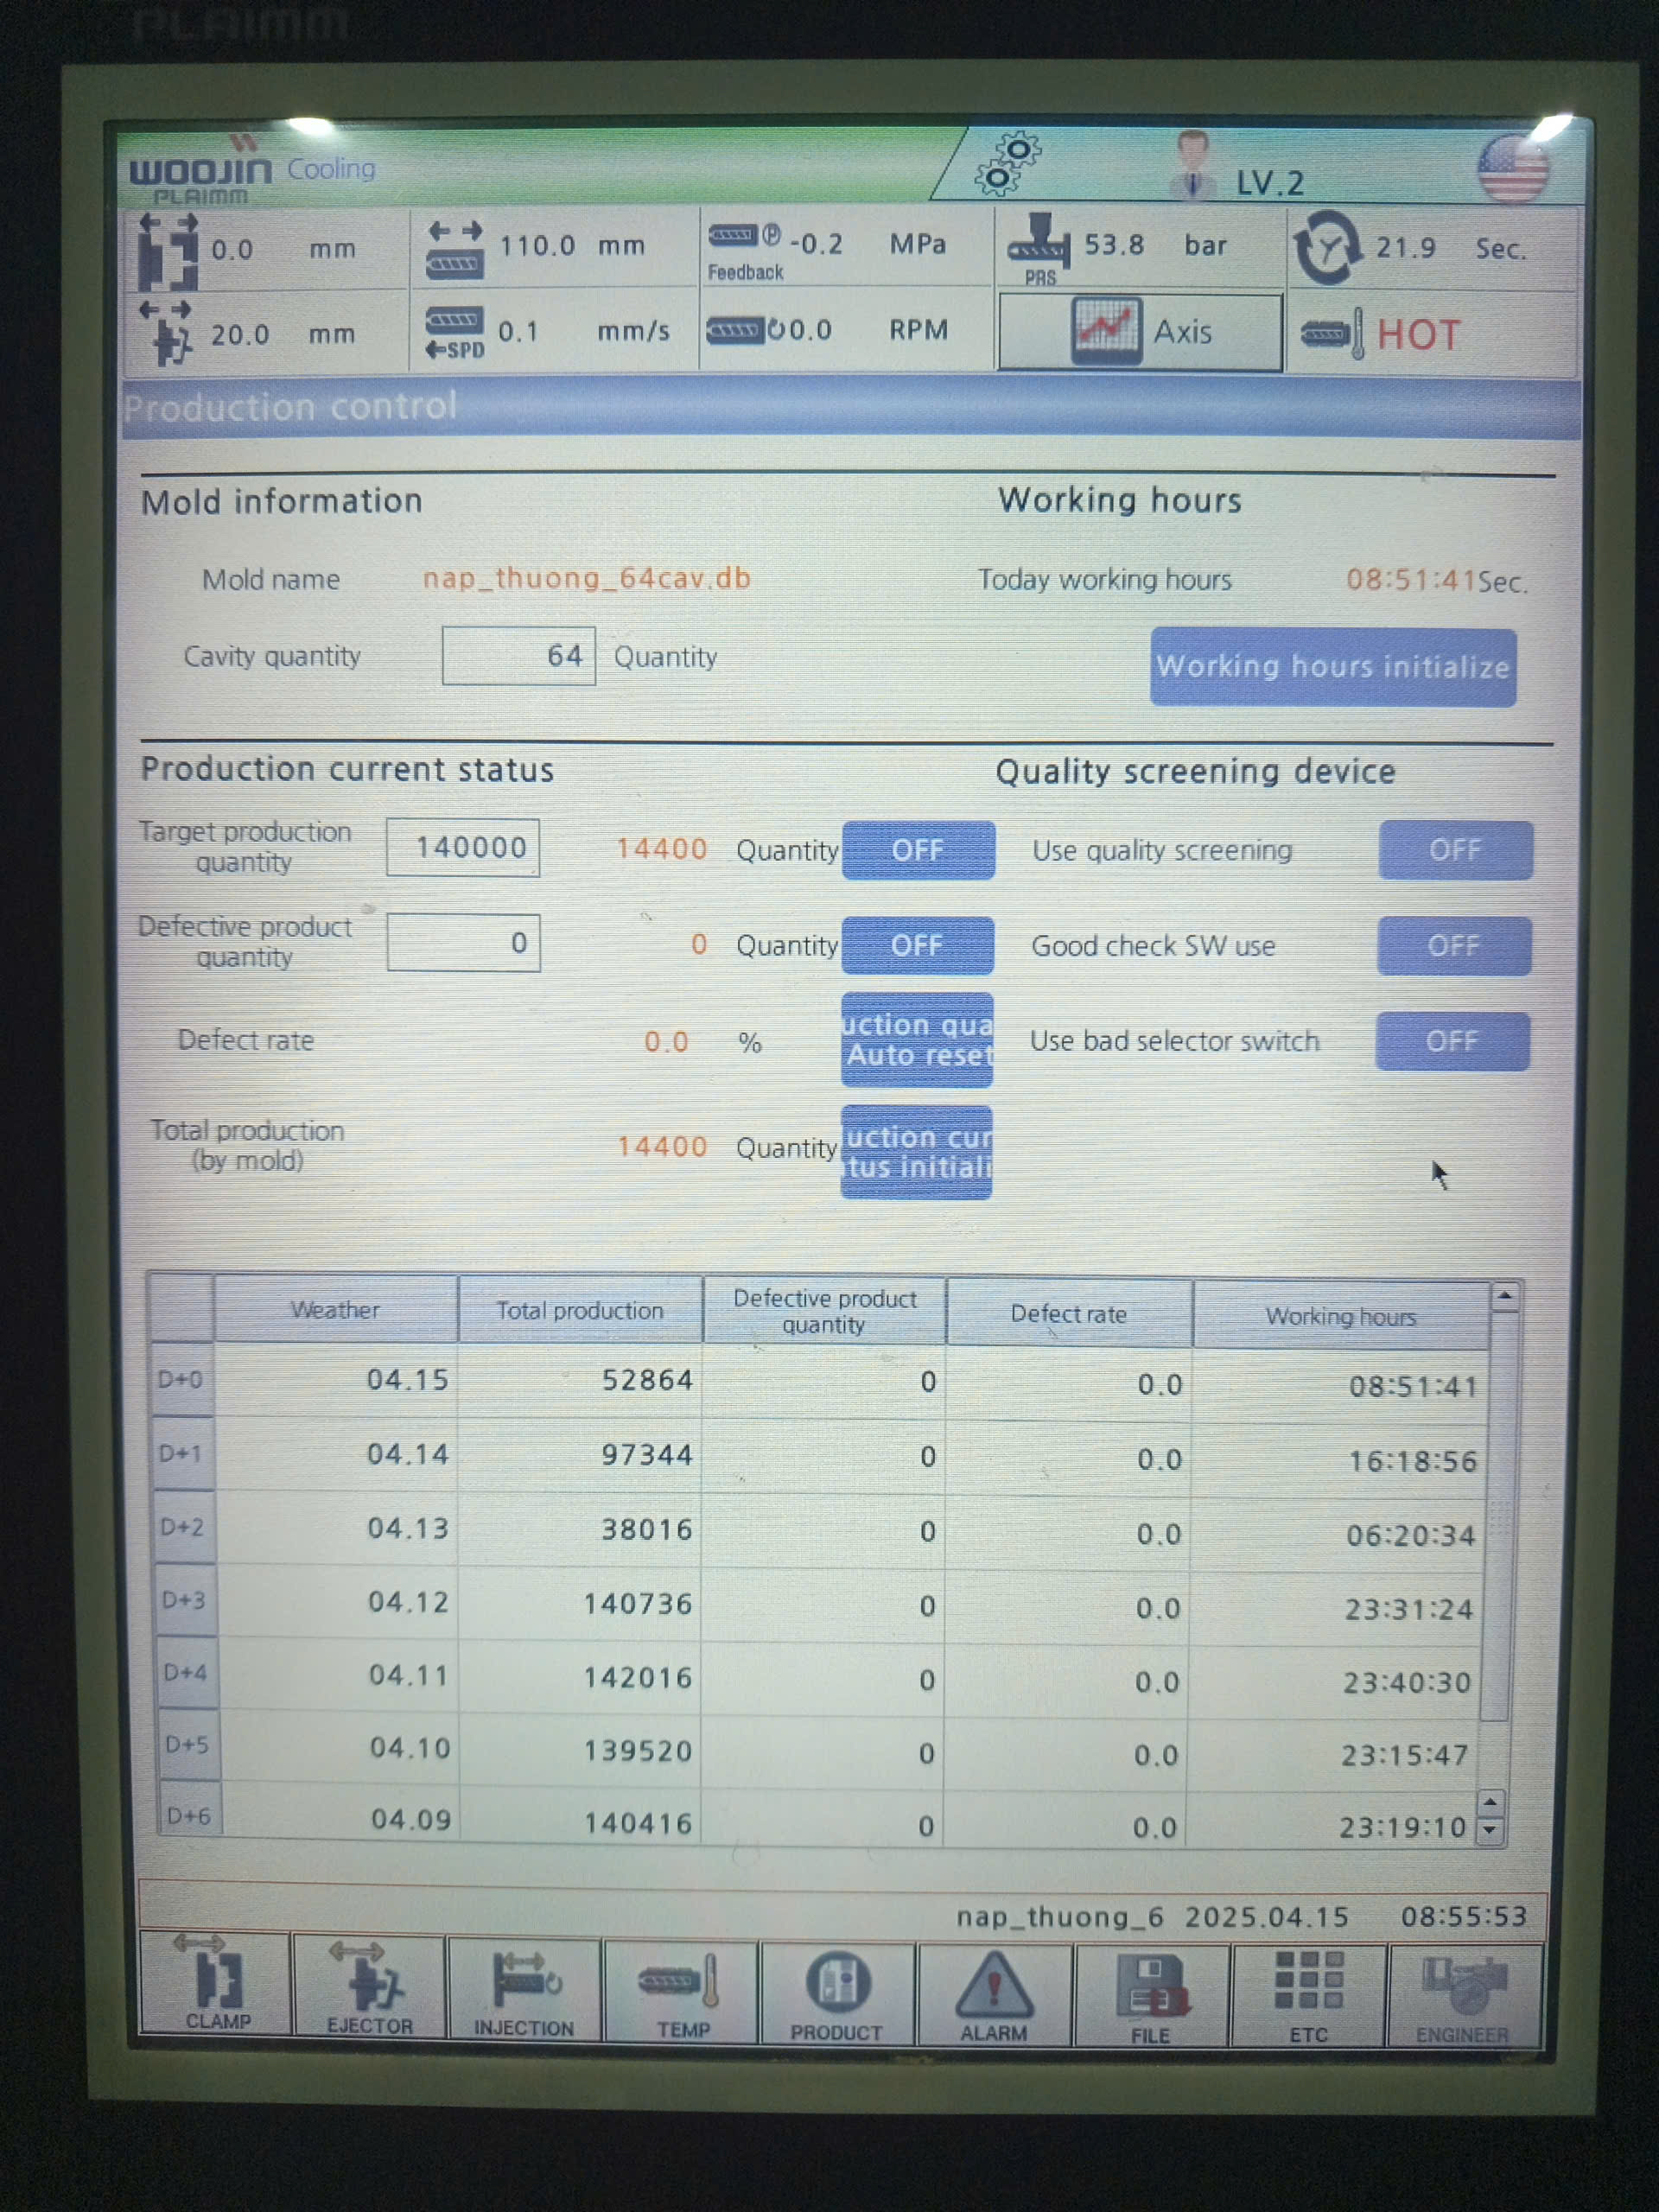 PLAIMM
WOOJIN Cooling LV.2
PLAIMM
0.0 mm 110.0 mm -0.2 MPa 53.8 bar 21.9 Sec.
Feedback PRS
20.0 mm SPD 0.1 mm/s 0.0 RPM Axis HOT
Production control
Mold information Working hours
Mold name nap_thuong_64cav.db Today working hours 08:51:41 Sec.
Cavity quantity 64 Quantity Working hours initialize
Production current status Quality screening device
Target production quantity 140000 14400 Quantity OFF Use quality screening OFF
Defective product quantity 0 0 Quantity OFF Good check SW use OFF
Defect rate 0.0 % uction qua Auto reset Use bad selector switch OFF
Total production (by mold) 14400 Quantity uction cur tus initiali
Weather Total production Defective product quantity Defect rate Working hours
D+0 04.15 52864 0 0.0 08:51:41
D+1 04.14 97344 0 0.0 16:18:56
D+2 04.13 38016 0 0.0 06:20:34
D+3 04.12 140736 0 0.0 23:31:24
D+4 04.11 142016 0 0.0 23:40:30
D+5 04.10 139520 0 0.0 23:15:47
D+6 04.09 140416 0 0.0 23:19:10
nap_thuong_6 2025.04.15 08:55:53
CLAMP EJECTOR INJECTION TEMP PRODUCT ALARM FILE ETC ENGINEER